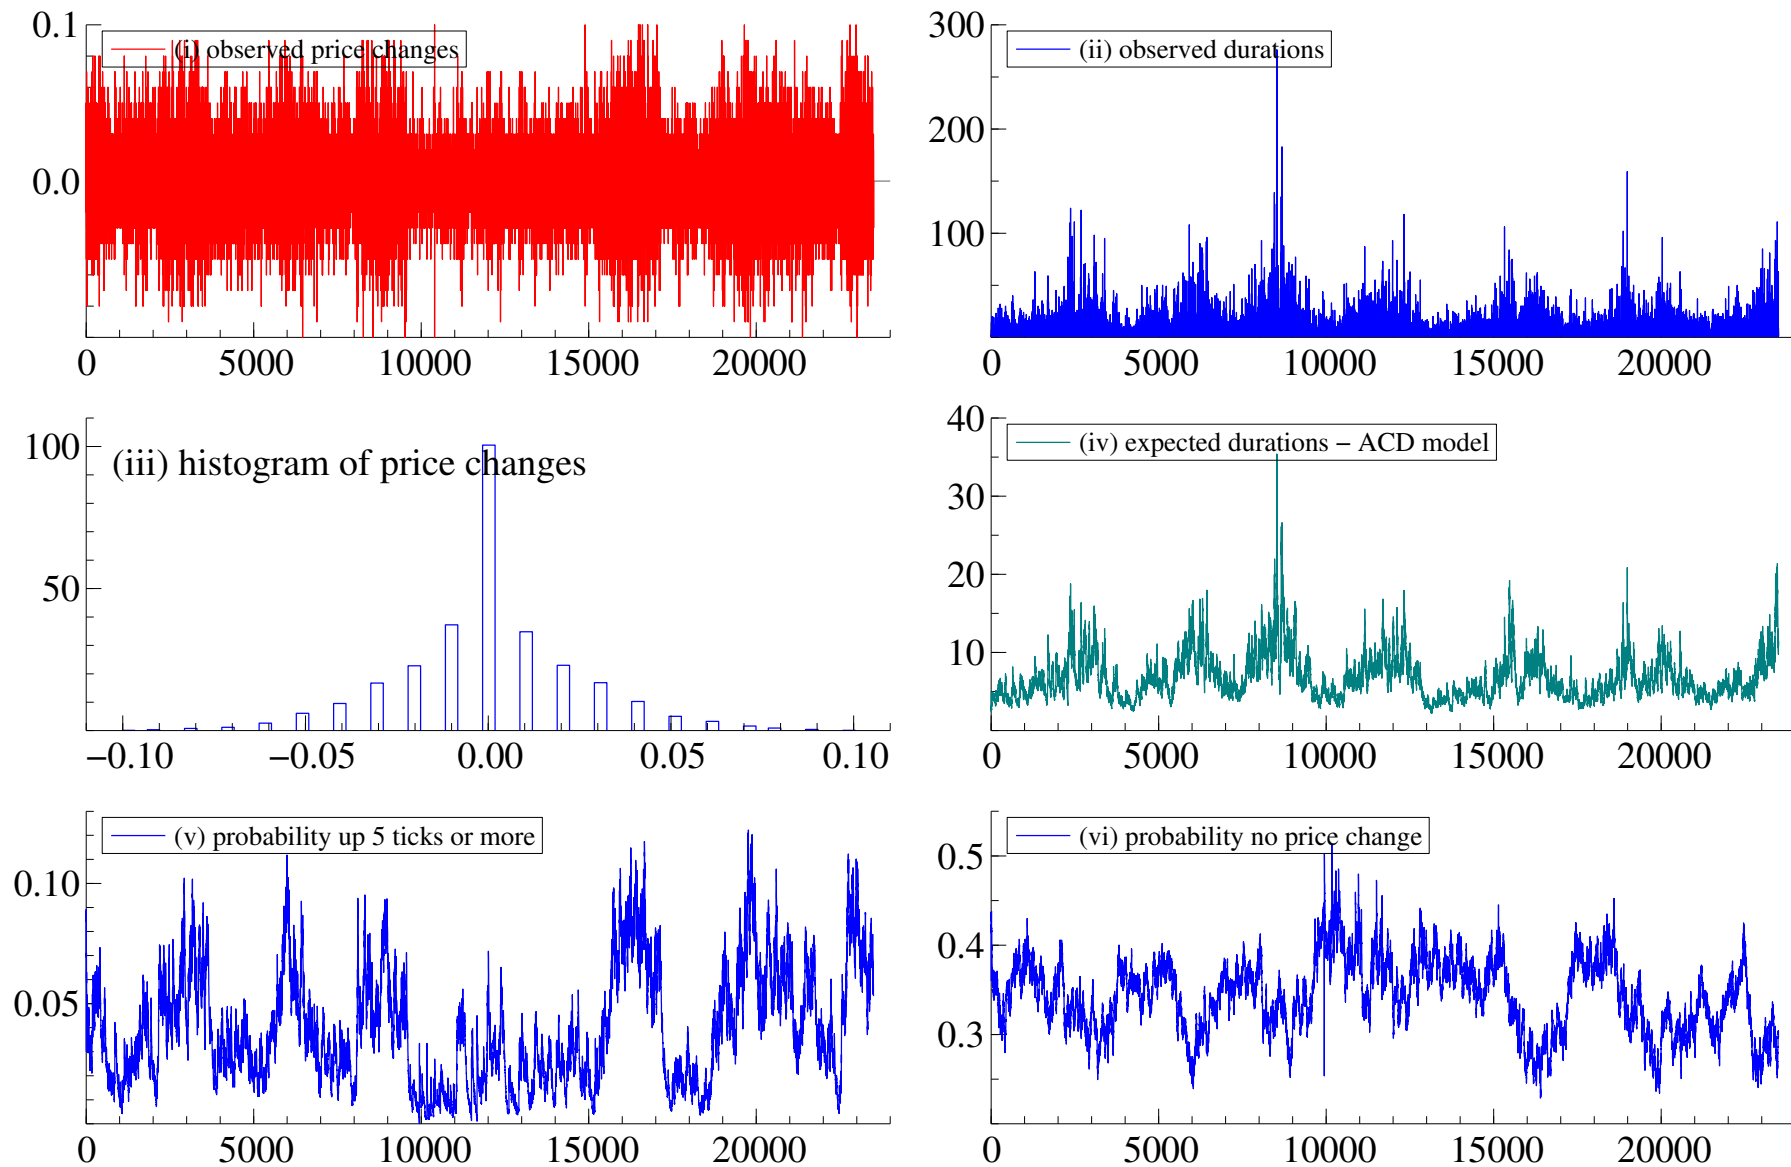 0.1
(i) observed price changes
0.0
0 5000 10000 15000 20000
300
(ii) observed durations
200
100
0 5000 10000 15000 20000
100
(iii) histogram of price changes
50
−0.10 −0.05 0.00 0.05 0.10
40
(iv) expected durations − ACD model
30
20
10
0 5000 10000 15000 20000
(v) probability up 5 ticks or more
0.10
0.05
0 5000 10000 15000 20000
(vi) probability no price change
0.5
0.4
0.3
0 5000 10000 15000 20000